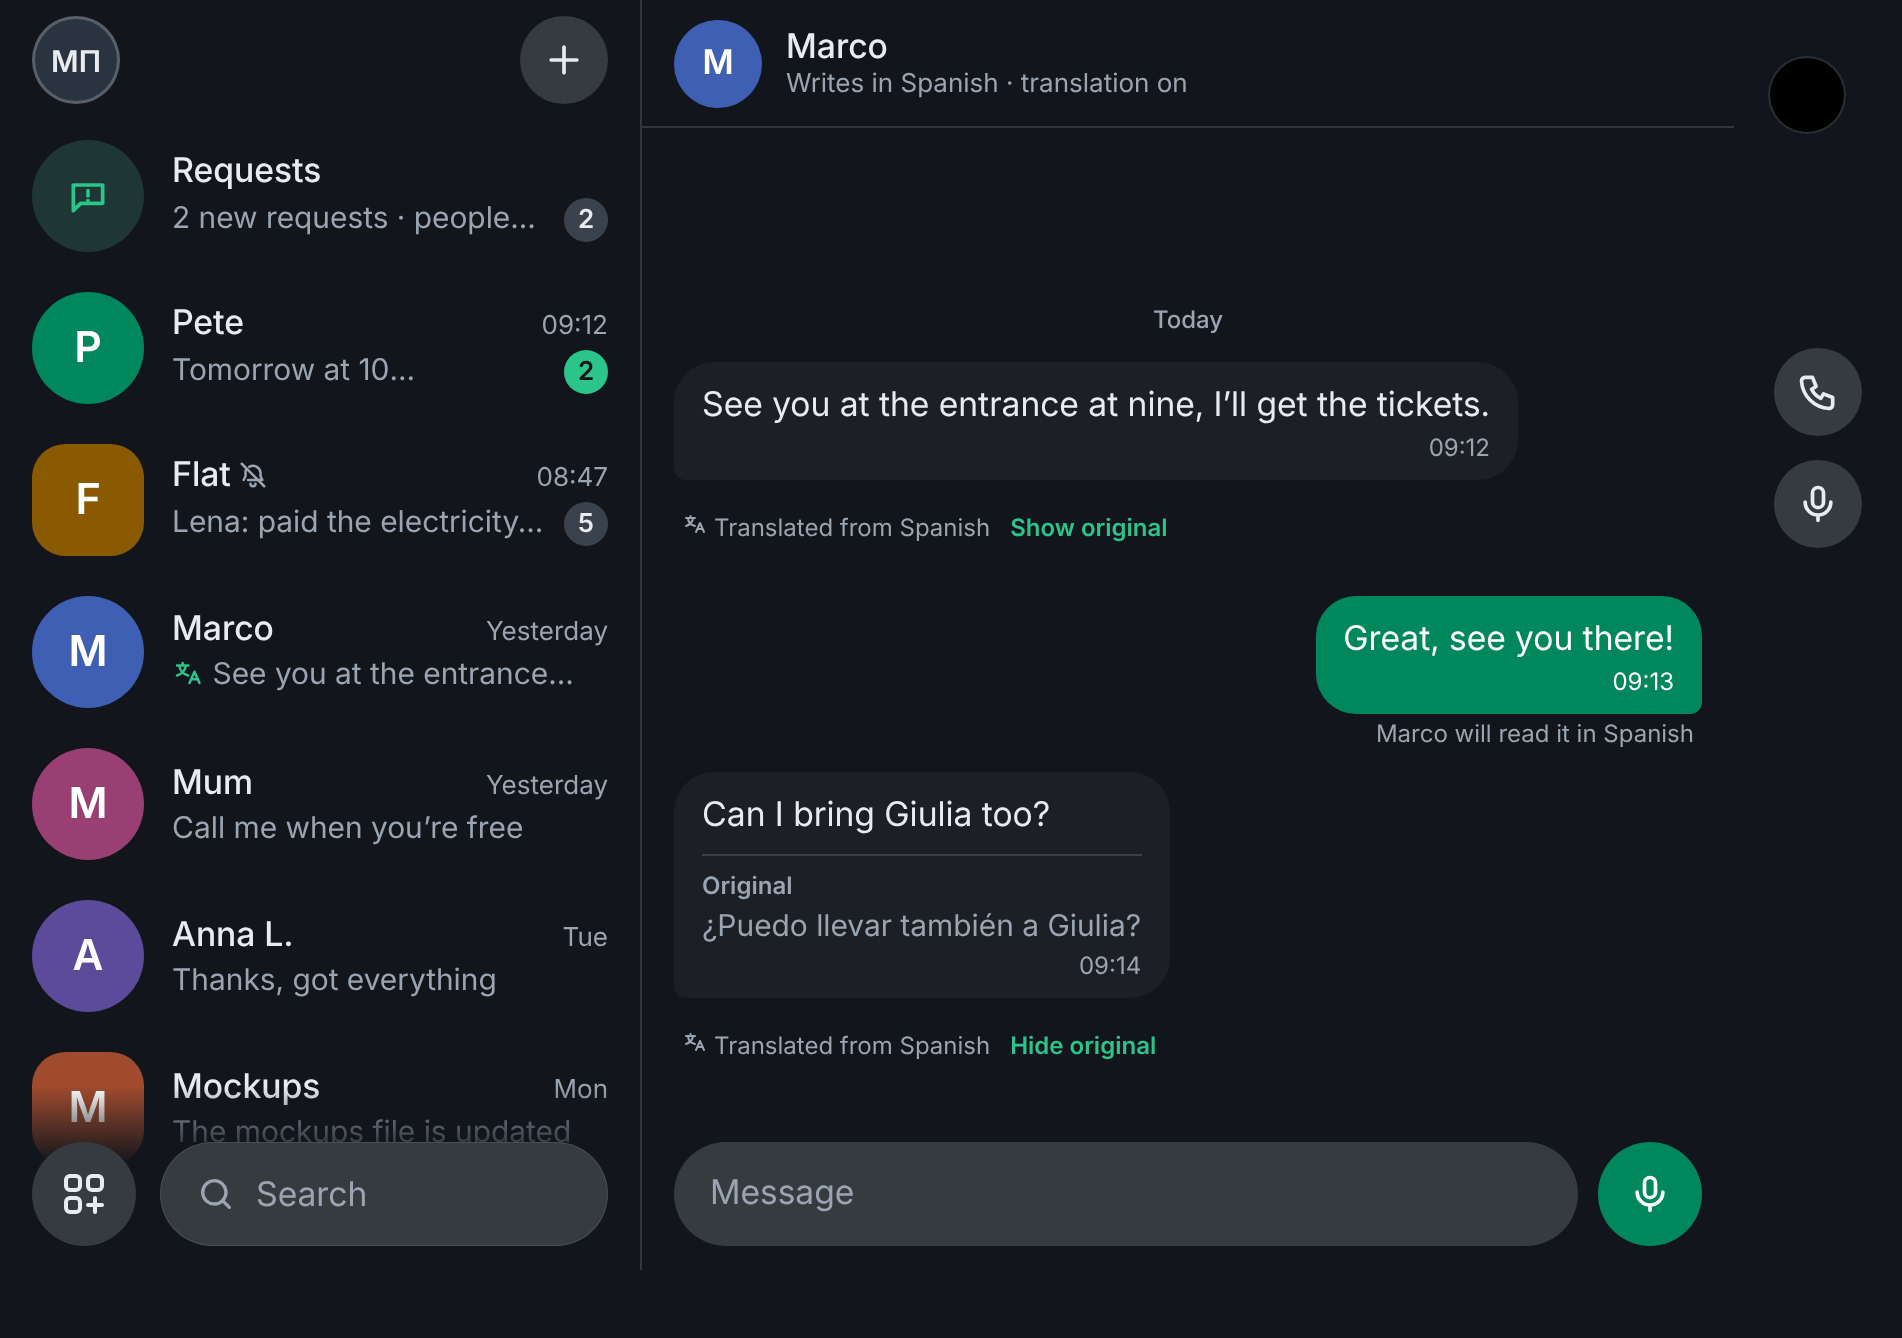 МП
Requests
2 new requests · people...
2
P
Pete
09:12
Tomorrow at 10...
2
F
Flat
08:47
Lena: paid the electricity...
5
M
Marco
Yesterday
See you at the entrance...
M
Mum
Yesterday
Call me when you’re free
A
Anna L.
Tue
Thanks, got everything
M
Mockups
Mon
The mockups file is updated
Search
M
Marco
Writes in Spanish · translation on
Today
See you at the entrance at nine, I’ll get the tickets.
09:12
Translated from Spanish Show original
Great, see you there!
09:13
Marco will read it in Spanish
Can I bring Giulia too?
Original
¿Puedo llevar también a Giulia?
09:14
Translated from Spanish Hide original
Message